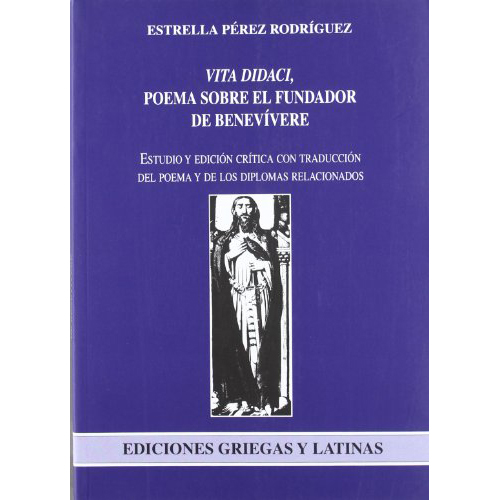 ESTRELLA PÉREZ RODRÍGUEZ
VITA DIDACI,
POEMA SOBRE EL FUNDADOR
DE BENEVÍVERE
ESTUDIO Y EDICIÓN CRÍTICA CON TRADUCCIÓN
DEL POEMA Y DE LOS DIPLOMAS RELACIONADOS
EDICIONES GRIEGAS Y LATINAS